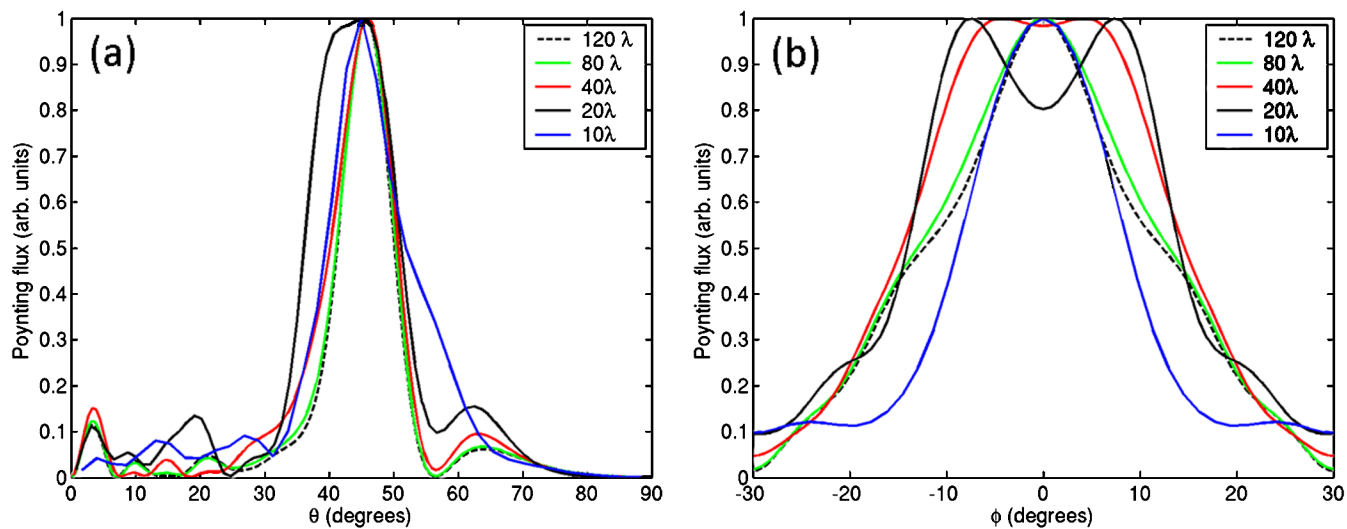 (a)
Poynting flux (arb. units)
1
0.9
0.8
0.7
0.6
0.5
0.4
0.3
0.2
0.1
0
0 10 20 30 40 50 60 70 80 90
θ (degrees)
120 λ
80 λ
40λ
20λ
10λ
(b)
Poynting flux (arb. units)
1
0.9
0.8
0.7
0.6
0.5
0.4
0.3
0.2
0.1
0
-30 -20 -10 0 10 20 30
ϕ (degrees)
120 λ
80 λ
40λ
20λ
10λ